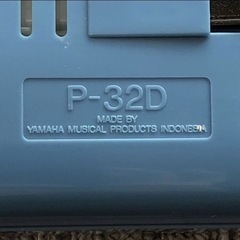 P-32D
MADE BY
YAMAHA MUSICAL PRODUCTS INDONESIA